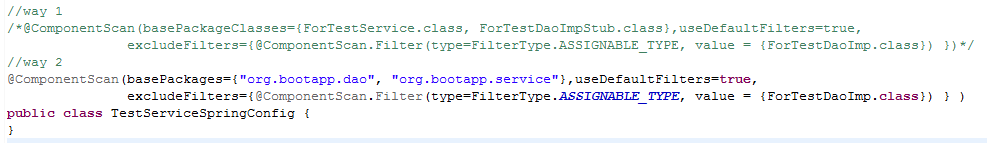 //way 1
/*@ComponentScan(basePackageClasses={ForTestService.class, ForTestDaoImpStub.class},useDefaultFilters=true,
excludeFilters={@ComponentScan.Filter(type=FilterType.ASSIGNABLE_TYPE, value = {ForTestDaoImp.class}) })*/
//way 2
@ComponentScan(basePackages={"org.bootapp.dao", "org.bootapp.service"},useDefaultFilters=true,
excludeFilters={@ComponentScan.Filter(type=FilterType.ASSIGNABLE_TYPE, value = {ForTestDaoImp.class}) } )
public class TestServiceSpringConfig {
}